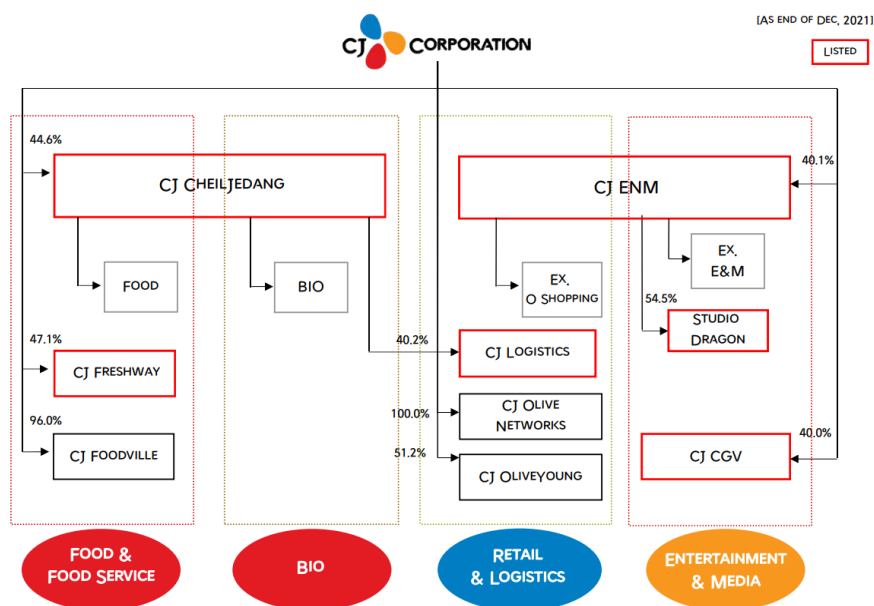 [AS END OF DEC, 2021]
CJ CORPORATION
LISTED
44.6%
CJ CHEILJEDANG
CJ ENM
40.1%
FOOD
BIO
EX.
O SHOPPING
EX.
E&M
54.5%
STUDIO
DRAGON
47.1%
CJ FRESHWAY
40.2%
CJ LOGISTICS
96.0%
CJ FOODVILLE
100.0%
CJ OLIVE
NETWORKS
51.2%
CJ OLIVEYOUNG
CJ CGV
40.0%
FOOD &
FOOD SERVICE
BIO
RETAIL
& LOGISTICS
ENTERTAINMENT
& MEDIA